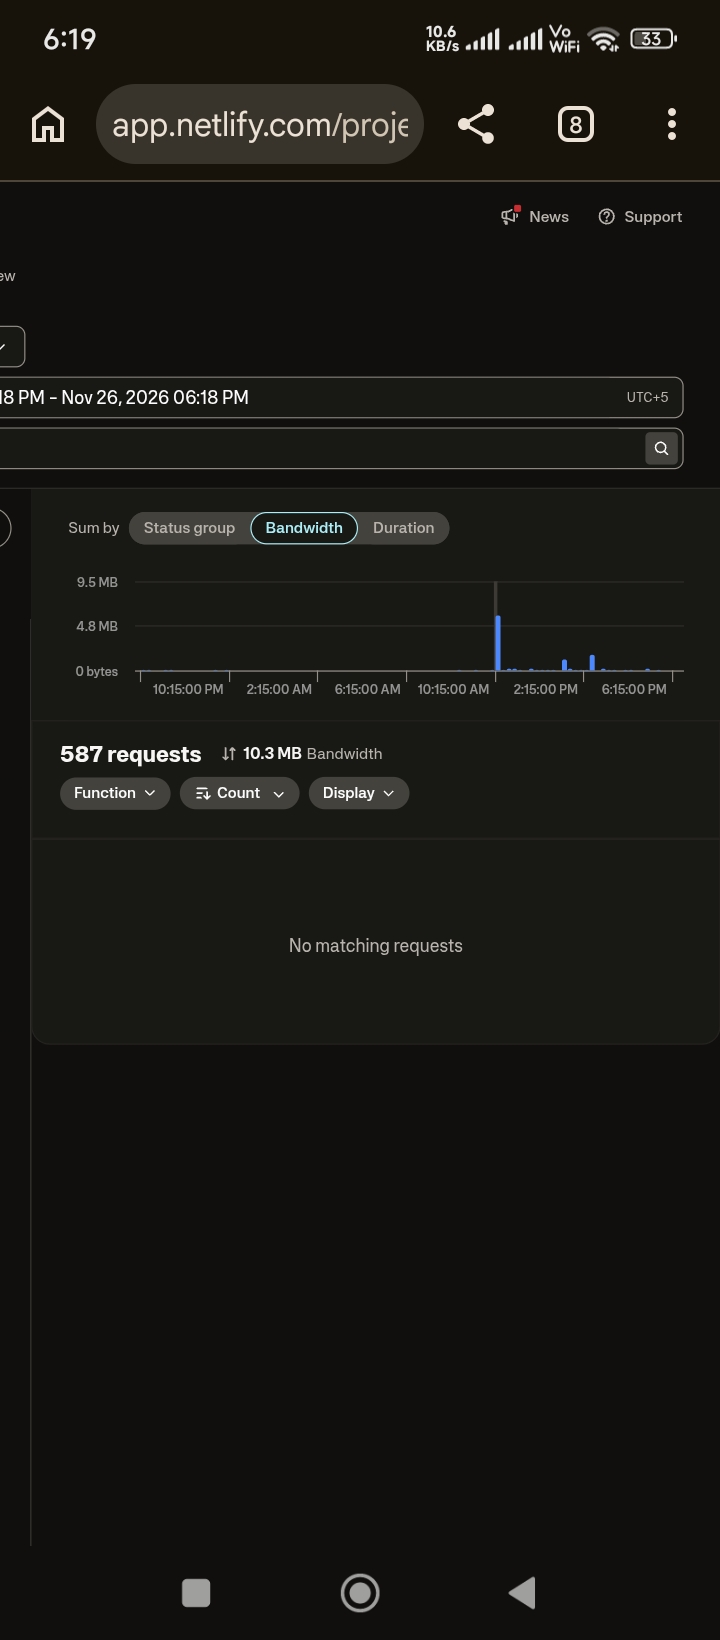 6:19 10.6 KB/s Vo WiFi 33
app.netlify.com/proje 8
News Support
ew
18 PM - Nov 26, 2026 06:18 PM UTC+5
Sum by Status group Bandwidth Duration
9.5 MB
4.8 MB
0 bytes
10:15:00 PM 2:15:00 AM 6:15:00 AM 10:15:00 AM 2:15:00 PM 6:15:00 PM
587 requests 10.3 MB Bandwidth
Function Count Display
No matching requests